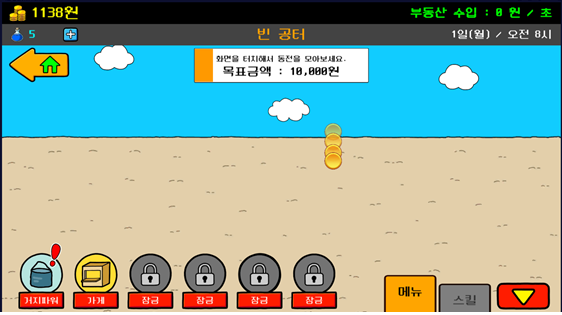 1138원
부동산 수입 : 0 원 / 초
5
빈 공터
1일(월) / 오전 8시
화면을 터치해서 동전을 모아보세요.
목표금액 : 10,000원
거지파워
가게
잠금
잠금
잠금
잠금
메뉴
스킬